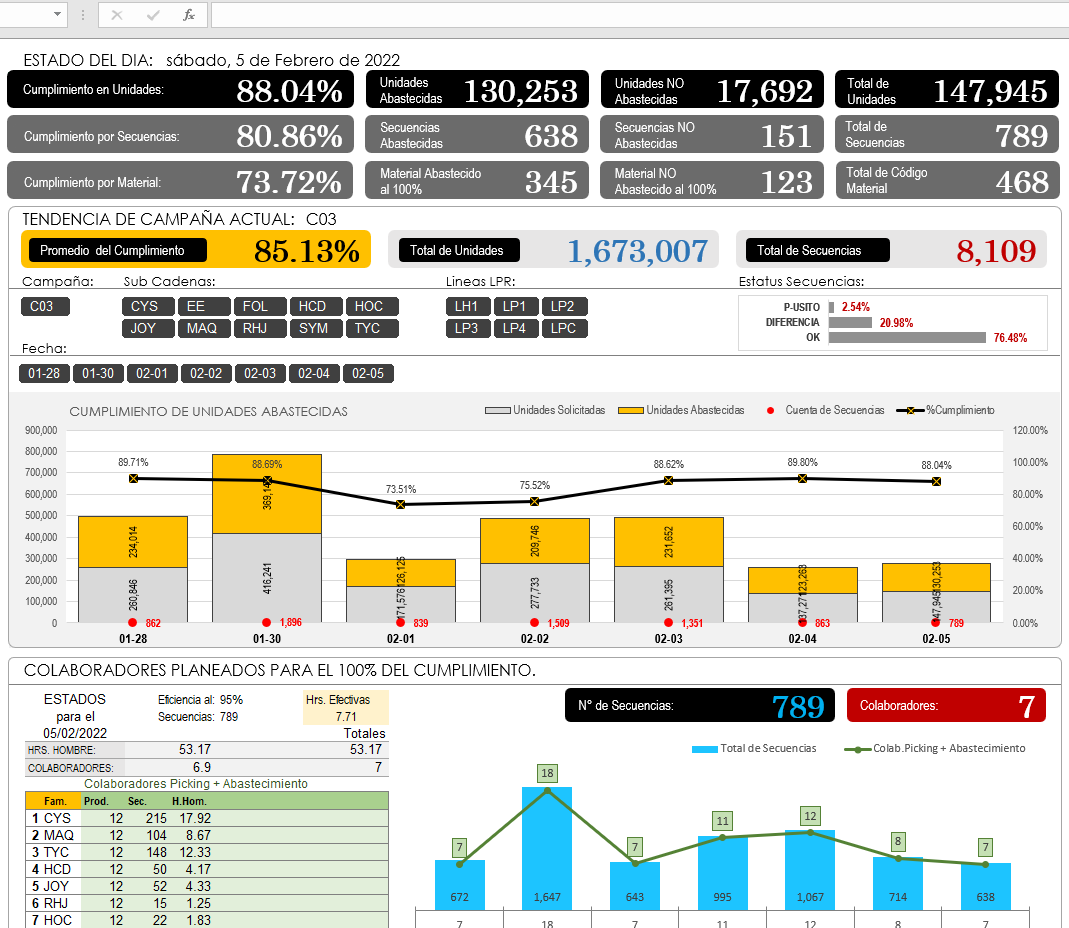 fx
ESTADO DEL DIA: sábado, 5 de Febrero de 2022
Cumplimiento en Unidades: 88.04%
Unidades Abastecidas 130,253
Unidades NO Abastecidas 17,692
Total de Unidades 147,945
Cumplimiento por Secuencias: 80.86%
Secuencias Abastecidas 638
Secuencias NO Abastecidas 151
Total de Secuencias 789
Cumplimiento por Material: 73.72%
Material Abastecido al 100% 345
Material NO Abastecido al 100% 123
Total de Código Material 468
TENDENCIA DE CAMPAÑA ACTUAL: C03
Promedio del Cumplimiento 85.13%
Total de Unidades 1,673,007
Total de Secuencias 8,109
Campaña: Sub Cadenas: Lineas LPR: Estatus Secuencias:
C03 CYS EE FOL HCD HOC LH1 LP1 LP2
JOY MAQ RHJ SYM TYC LP3 LP4 LPC
P-USITO 2.54%
DIFERENCIA 20.98%
OK 76.48%
Fecha:
01-28 01-30 02-01 02-02 02-03 02-04 02-05
CUMPLIMIENTO DE UNIDADES ABASTECIDAS
Unidades Solicitadas Unidades Abastecidas Cuenta de Secuencias %Cumplimiento
900,000 120.00%
800,000
700,000 100.00%
600,000 80.00%
500,000 60.00%
400,000
300,000 40.00%
200,000 20.00%
100,000
0 0.00%
89.71% 88.69% 73.51% 75.52% 88.62% 89.80% 88.04%
234,014 126,125 209,746 231,652 123,263 130,253
260,846 416,241 171,576 277,733 261,395 147,945
862 1,896 839 1,509 1,351 863 789
01-28 01-30 02-01 02-02 02-03 02-04 02-05
COLABORADORES PLANEADOS PARA EL 100% DEL CUMPLIMIENTO.
ESTADOS
para el
05/02/2022
Eficiencia al: 95%
Secuencias: 789
Hrs. Efectivas
7.71
Totales
HRS. HOMBRE: 53.17 53.17
COLABORADORES: 6.9 7
Colaboradores Picking + Abastecimiento
Fam. Prod. Sec. H.Hom.
1 CYS 12 215 17.92
2 MAQ 12 104 8.67
3 TYC 12 148 12.33
4 HCD 12 50 4.17
5 JOY 12 52 4.33
6 RHJ 12 15 1.25
7 HOC 12 22 1.83
N° de Secuencias: 789
Colaboradores: 7
Total de Secuencias Colab.Picking + Abastecimiento
7 18 7 11 12 8 7
672 1,647 643 995 1,067 714 638
7 18 7 11 12 8 7